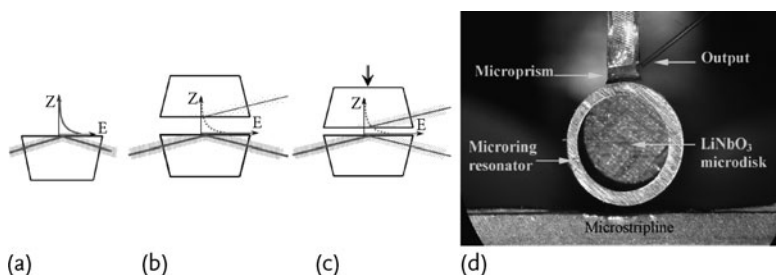 Z
E
(a)
Z
E
(b)
Z
E
(c)
Output
Microprism
Microring
resonator
LiNbO₃
microdisk
Microstripline
(d)